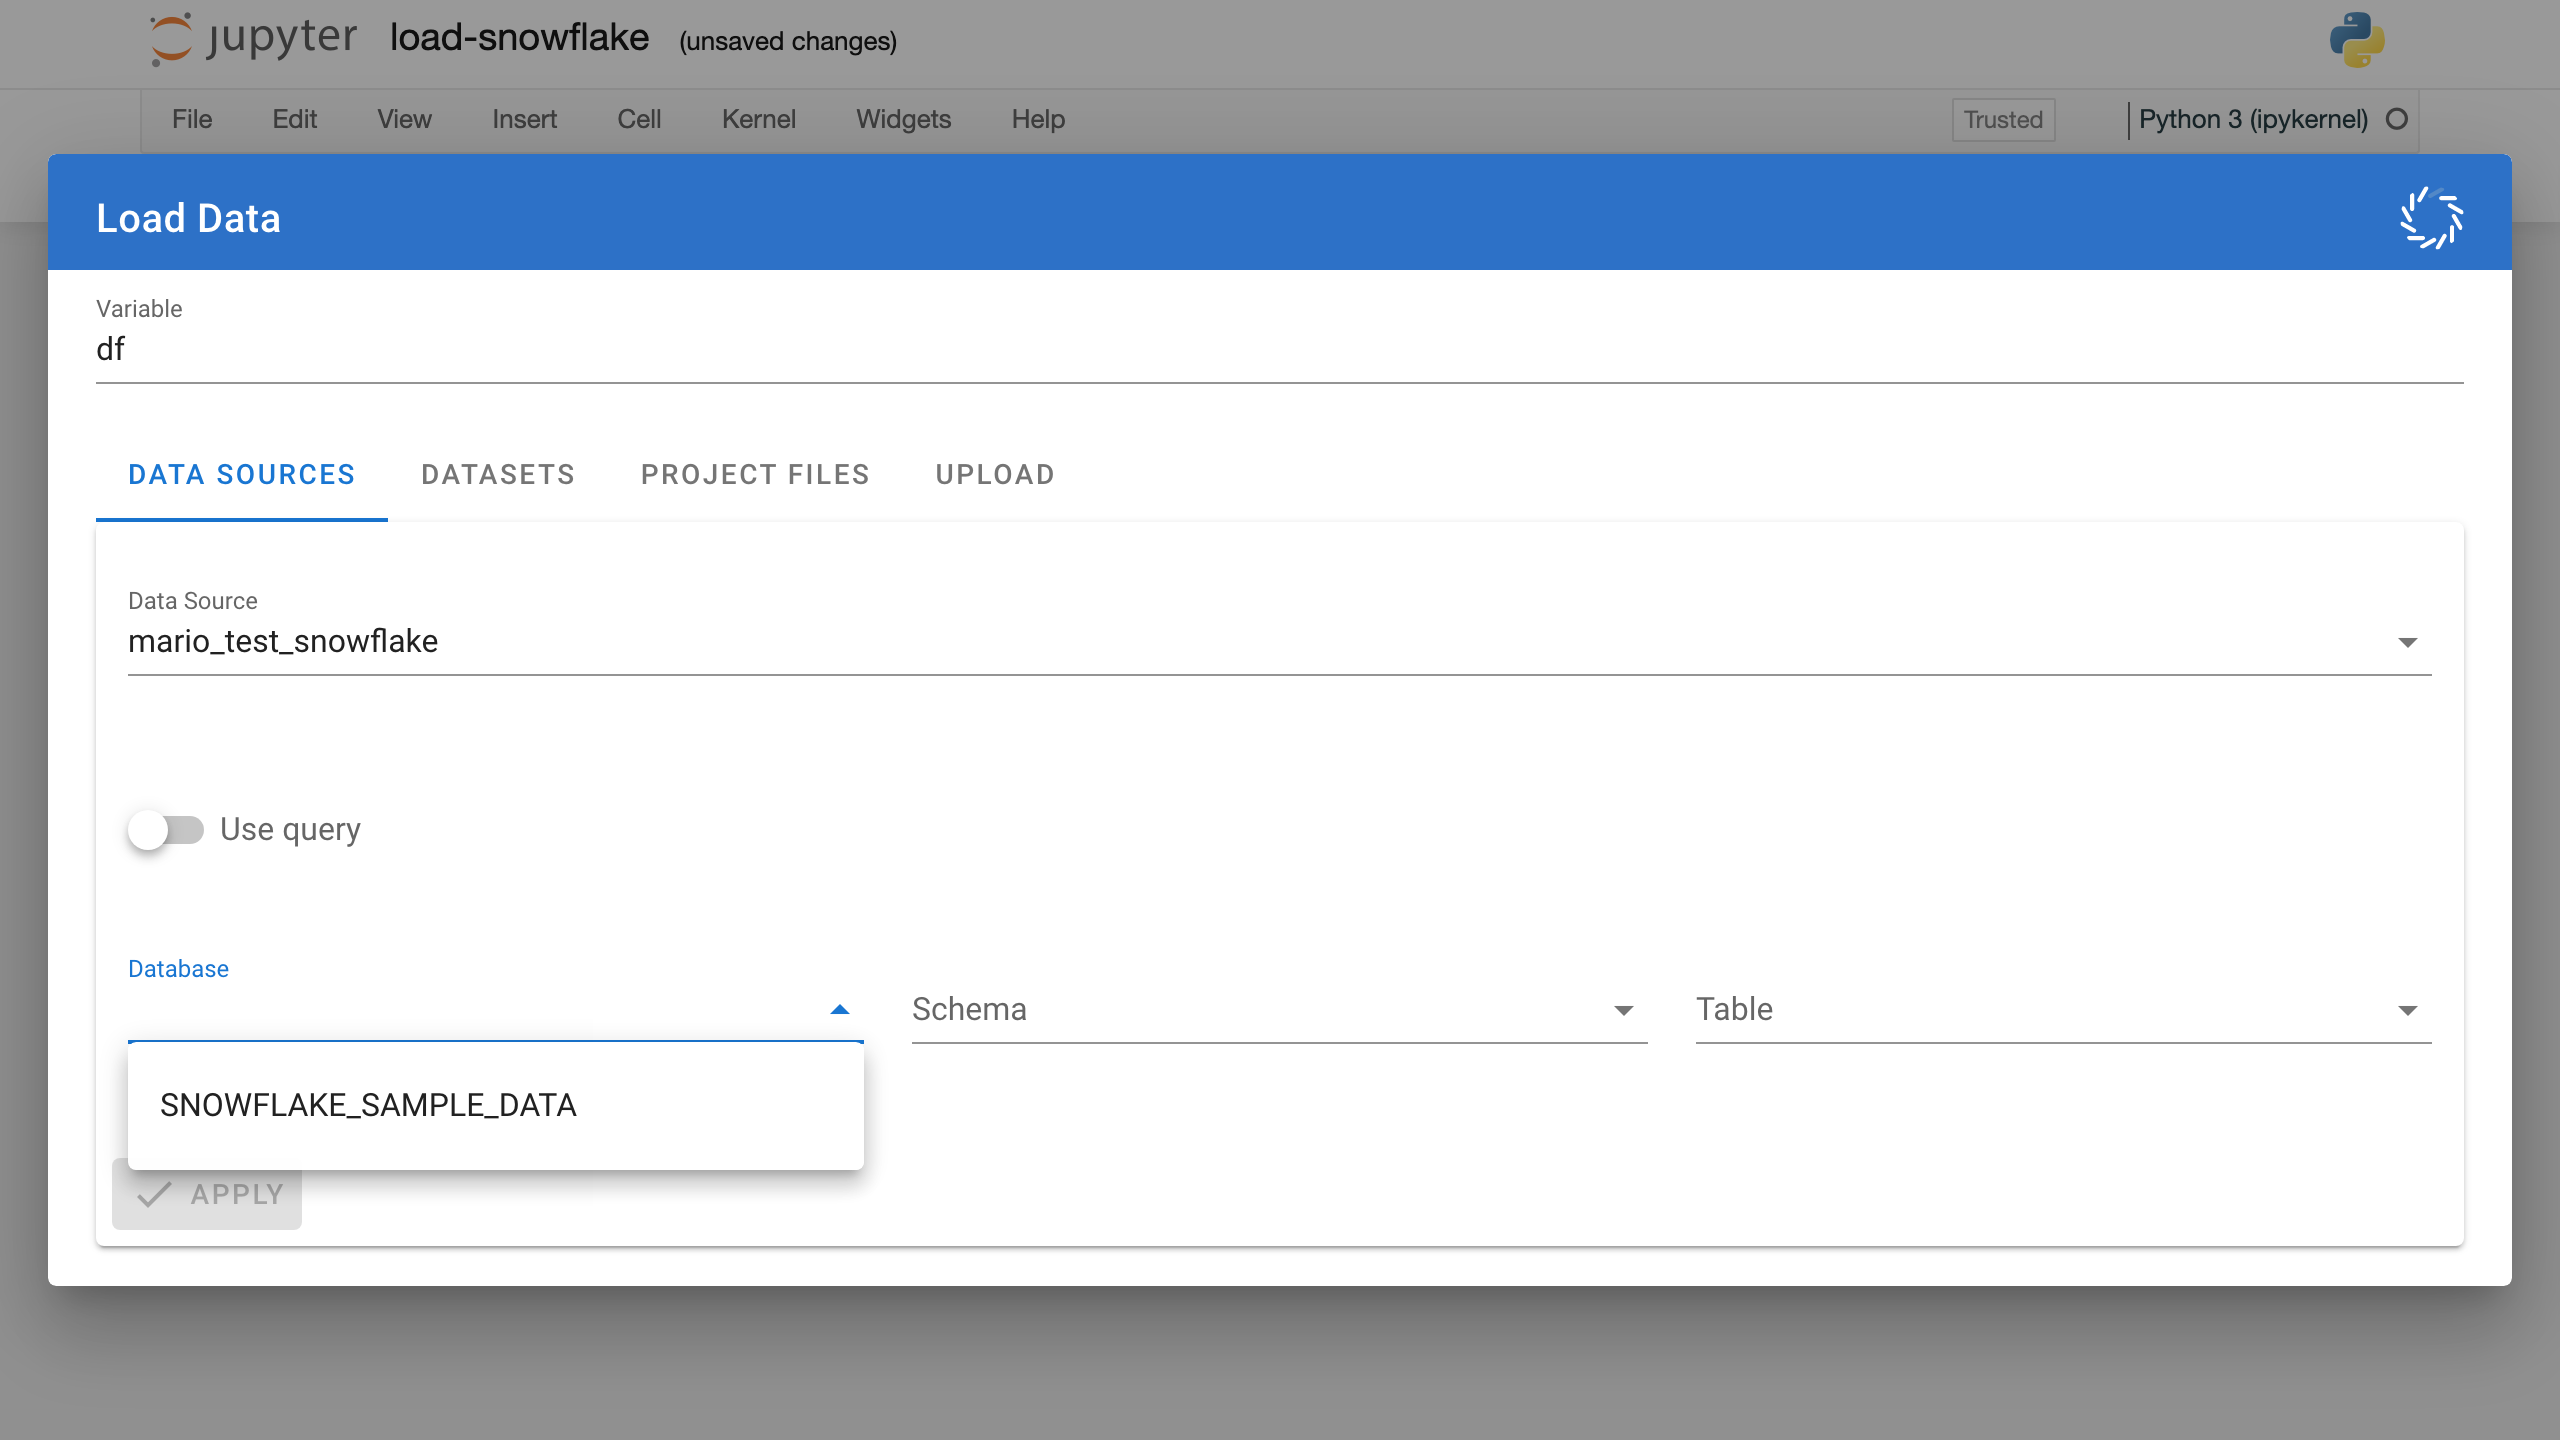 jupyter load-snowflake (unsaved changes)
File Edit View Insert Cell Kernel Widgets Help Trusted Python 3 (ipykernel)
Load Data
Variable
df
DATA SOURCES DATASETS PROJECT FILES UPLOAD
Data Source
mario_test_snowflake
Use query
Database
Schema Table
SNOWFLAKE_SAMPLE_DATA
APPLY